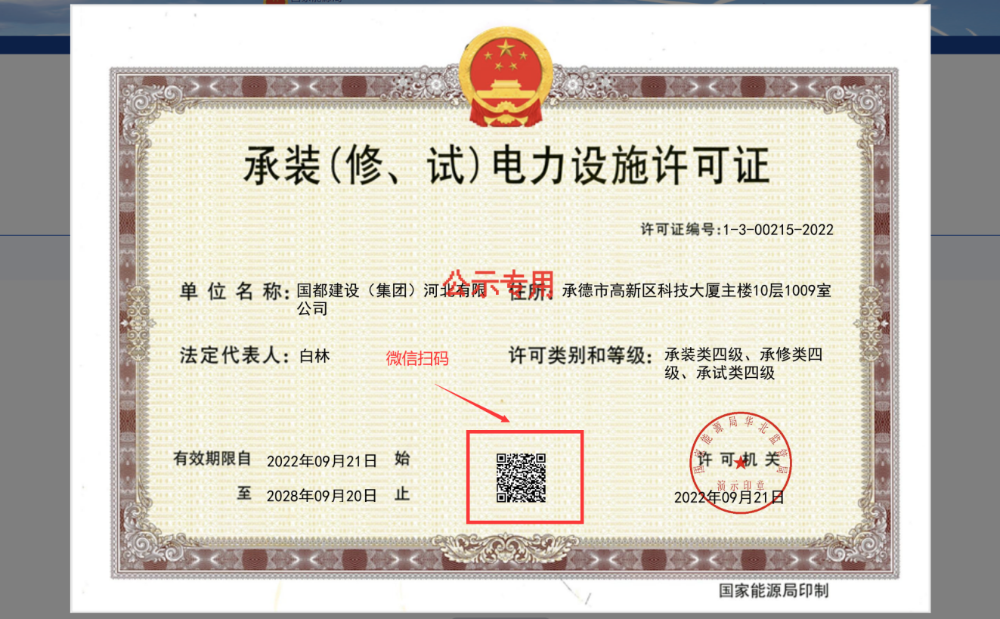 承装(修、试)电力设施许可证
许可证编号:1-3-00215-2022
公示专用
单位名称: 国都建设（集团）河北有限公司
住所: 承德市高新区科技大厦主楼10层1009室
法定代表人: 白林
微信扫码
许可类别和等级: 承装类四级、承修类四级、承试类四级
有效期限自 2022年09月21日 始
至 2028年09月20日 止
国家能源局华北监管局
许可机关
演示印章
2022年09月21日
国家能源局印制